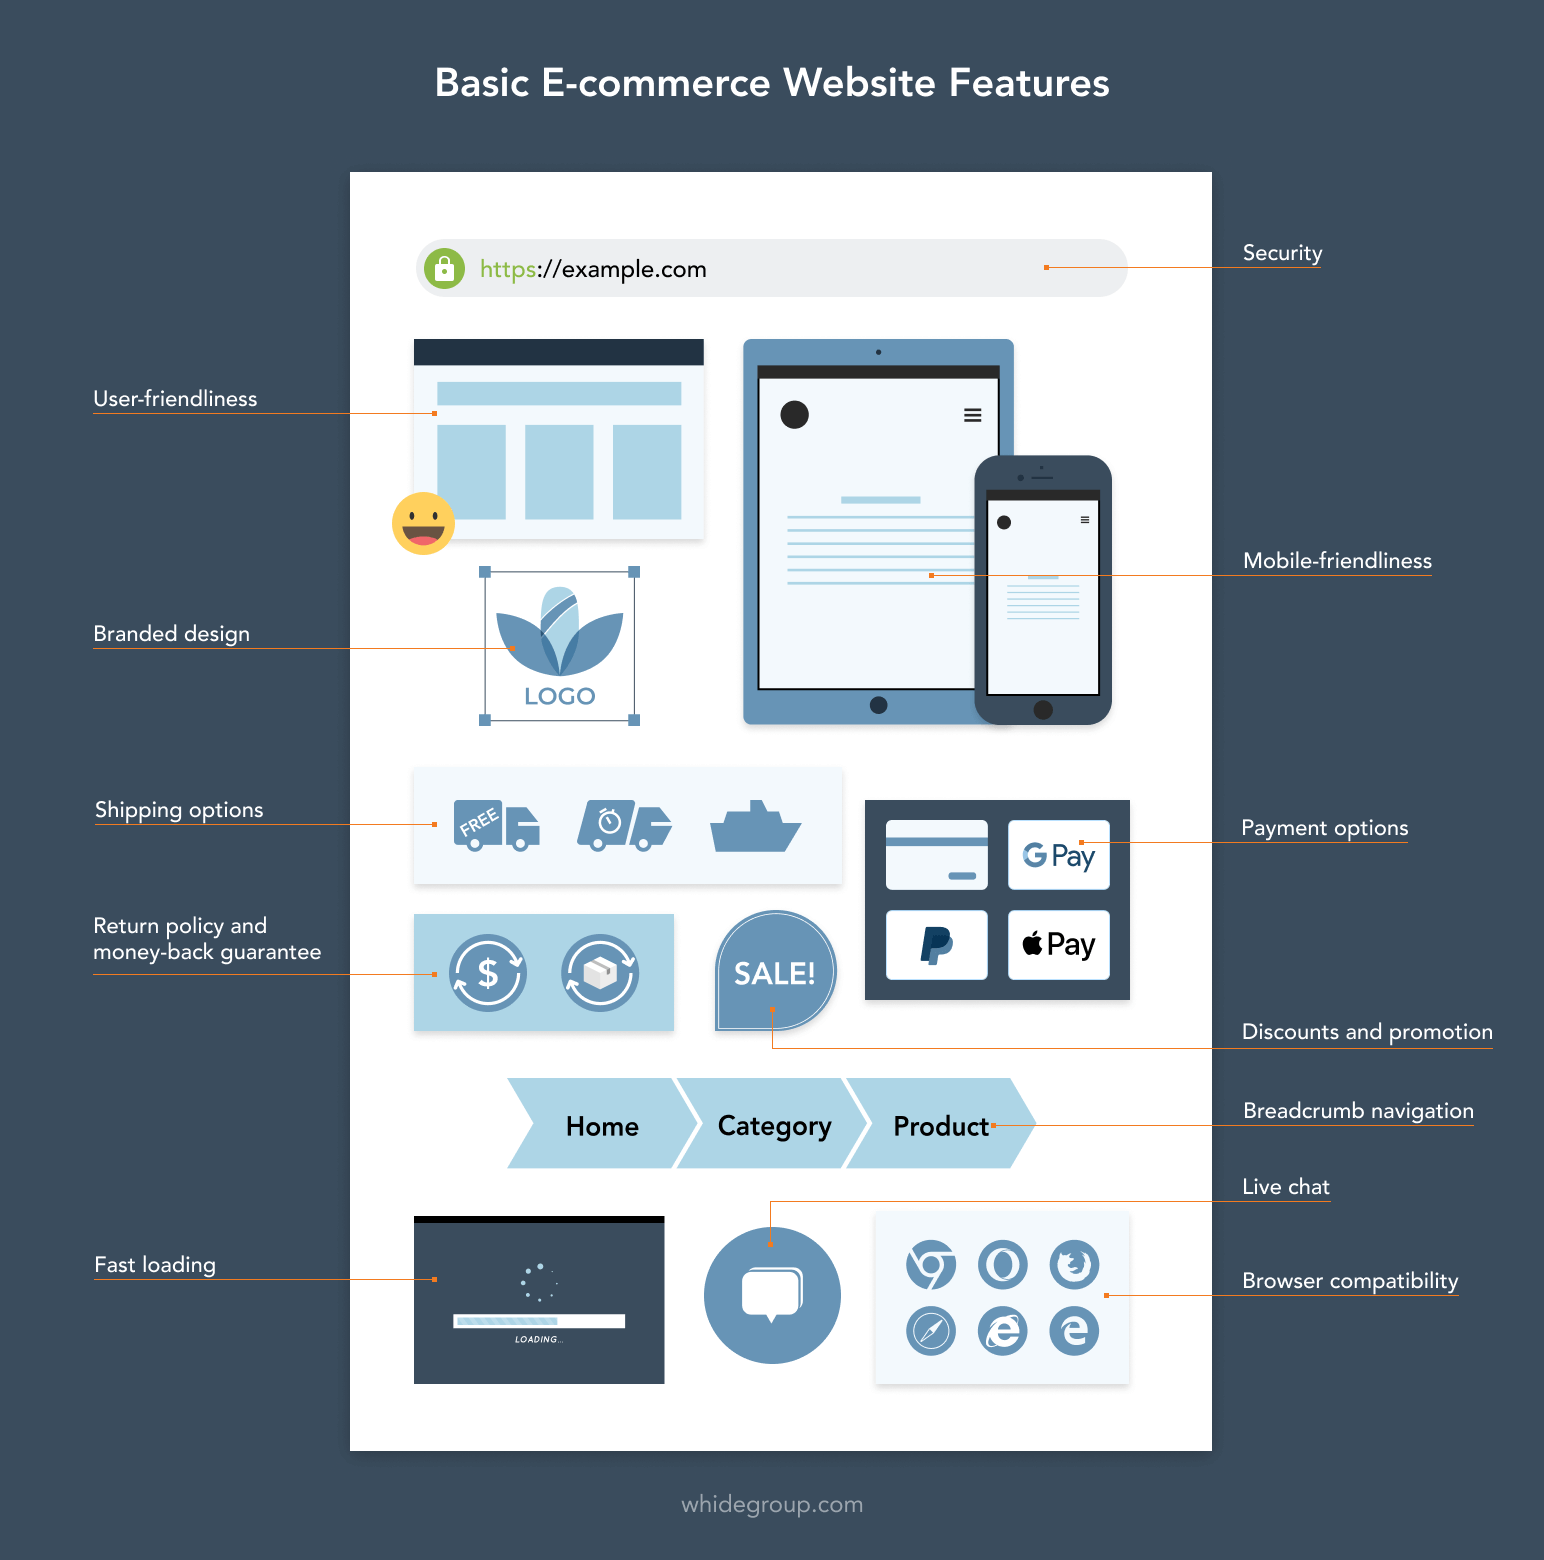 Basic E-commerce Website Features
https://example.com
Security
User-friendliness
Mobile-friendliness
Branded design
LOGO
Shipping options
FREE
Payment options
G Pay
Return policy and
money-back guarantee
$
SALE!
P
Pay
Discounts and promotion
Home
Category
Product
Breadcrumb navigation
Live chat
Fast loading
LOADING...
Browser compatibility
whidegroup.com